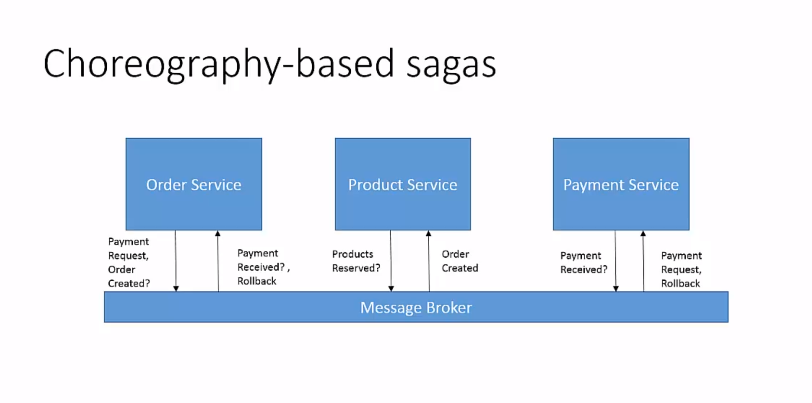 Choreography-based sagas
Order Service
Product Service
Payment Service
Payment
Request,
Order
Created?
Payment
Received? ,
Rollback
Products
Reserved?
Order
Created
Payment
Received?
Payment
Request,
Rollback
Message Broker